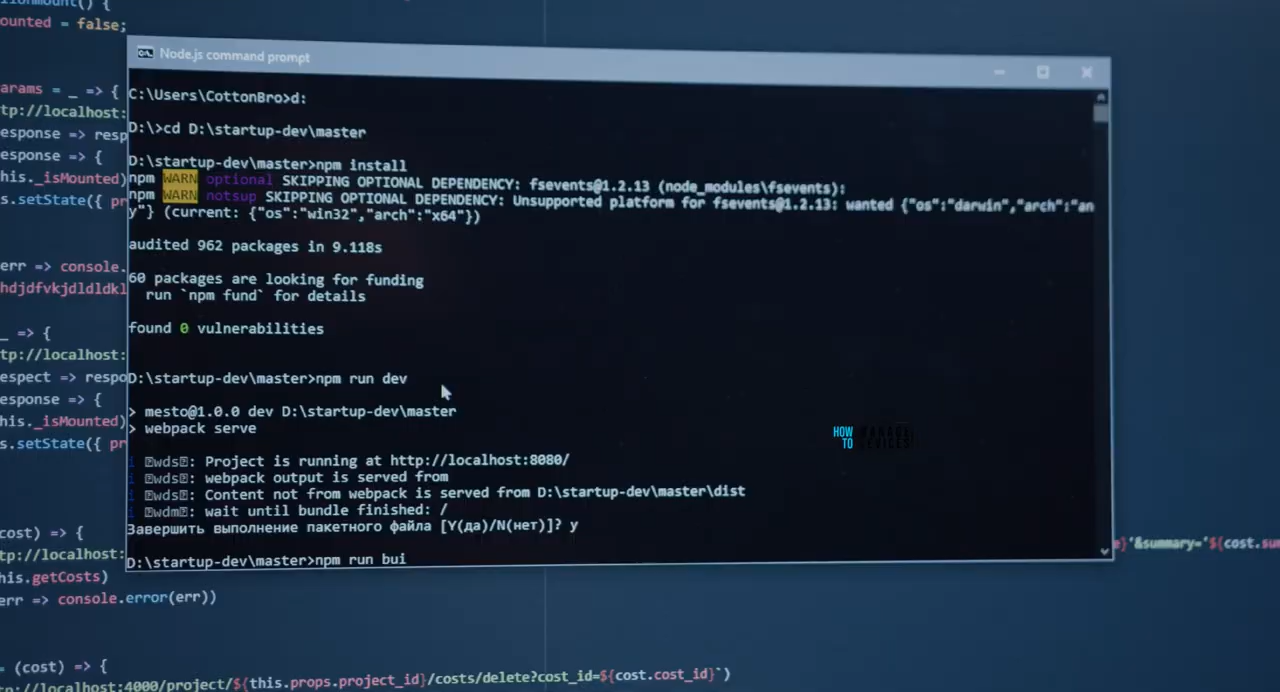 ounted = false;
Node.js command prompt
C:\Users\CottonBro>d:
D:\>cd D:\startup-dev\master
D:\startup-dev\master>npm install
npm WARN optional SKIPPING OPTIONAL DEPENDENCY: fsevents@1.2.13 (node_modules\fsevents):
npm WARN notsup SKIPPING OPTIONAL DEPENDENCY: Unsupported platform for fsevents@1.2.13: wanted {"os":"darwin","arch":"an
y"} (current: {"os":"win32","arch":"x64"})
audited 962 packages in 9.118s
60 packages are looking for funding
run `npm fund` for details
found 0 vulnerabilities
D:\startup-dev\master>npm run dev
> mesto@1.0.0 dev D:\startup-dev\master
> webpack serve
i ｢wds｣: Project is running at http://localhost:8080/
i ｢wds｣: webpack output is served from
i ｢wds｣: Content not from webpack is served from D:\startup-dev\master\dist
i ｢wdm｣: wait until bundle finished: /
Завершить выполнение пакетного файла [Y(да)/N(нет)]? y
D:\startup-dev\master>npm run bui
arams = _ => {
tp://localhost:
esponse => resp
esponse => {
his._isMounted)
s.setState({ pr
err => console.
_ => {
tp://localhost:
espect => respo
esponse => {
his._isMounted)
s.setState({ pr
HOW TO MANAGE DEVICES
cost) => {
tp://localhost:
}'&summary='${cost.sum
his.getCosts)
err => console.error(err))
= (cost) => {
tp://localhost:4000/project/${this.props.project_id}/costs/delete?cost_id=${cost.cost_id}`)